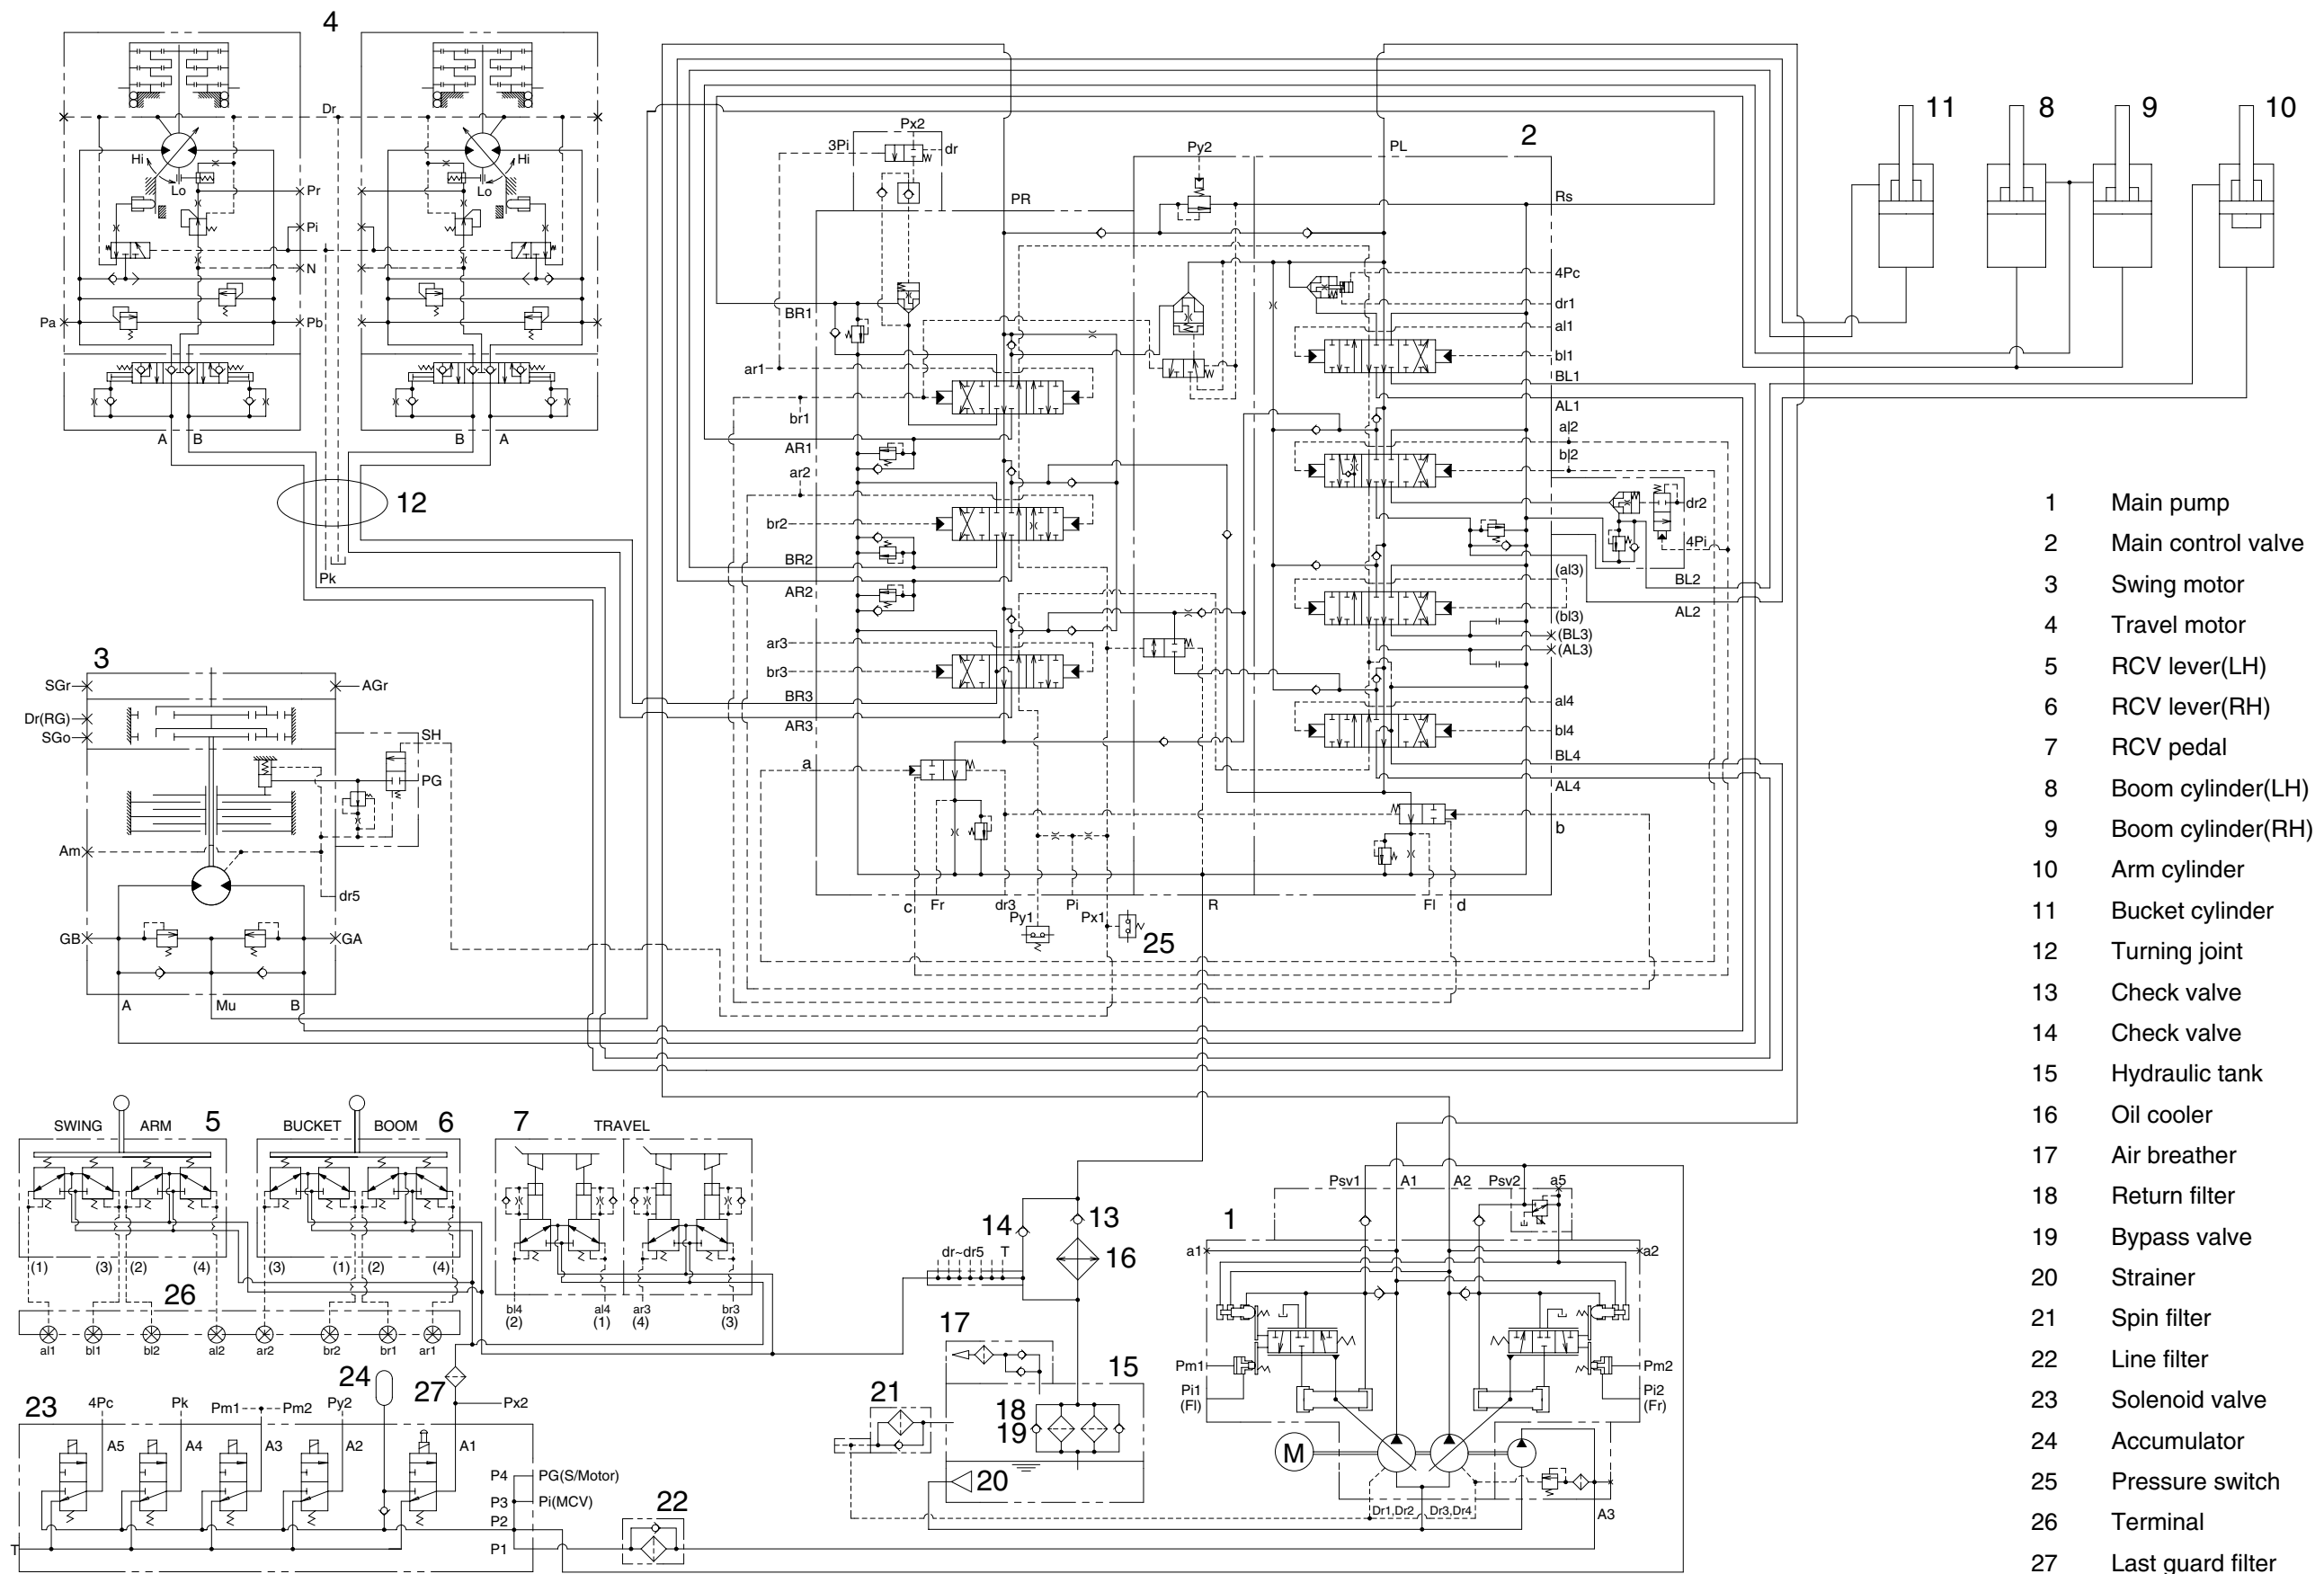 4
Dr
Hi
Lo
Hi
Lo
Pr
Pi
N
Pa
Pb
A
B
B
A
12
Pk
3
SGr
AGr
Dr(RG)
SGo
SH
PG
Am
dr5
GB
GA
A
Mu
B
2
Px2
3Pi
dr
Py2
PL
PR
Rs
4Pc
dr1
al1
bl1
BL1
AL1
al2
bl2
dr2
4Pi
BL2
AL2
(al3)
(bl3)
(BL3)
(AL3)
al4
bl4
BL4
AL4
b
BR1
ar1
br1
AR1
ar2
br2
BR2
AR2
ar3
br3
BR3
AR3
a
c
Fr
dr3
Pi
R
Fl
d
Py1
Px1
25
11
8
9
10
SWING
ARM
5
(1)
(3)
(2)
(4)
BUCKET
BOOM
6
(3)
(1)
(2)
(4)
26
al1
bl1
bl2
al2
ar2
br2
br1
ar1
7
TRAVEL
bl4
(2)
al4
(1)
ar3
(4)
br3
(3)
23
4Pc
Pk
Pm1
Pm2
Py2
24
27
Px2
A5
A4
A3
A2
A1
P4
PG(S/Motor)
P3
Pi(MCV)
P2
P1
T
22
14
13
dr~dr5
T
16
17
15
21
18
19
20
1
Psv1
A1
A2
Psv2
a5
a1
a2
Pm1
Pi1
(Fl)
Pm2
Pi2
(Fr)
M
Dr1,Dr2
Dr3,Dr4
A3
1 Main pump
2 Main control valve
3 Swing motor
4 Travel motor
5 RCV lever(LH)
6 RCV lever(RH)
7 RCV pedal
8 Boom cylinder(LH)
9 Boom cylinder(RH)
10 Arm cylinder
11 Bucket cylinder
12 Turning joint
13 Check valve
14 Check valve
15 Hydraulic tank
16 Oil cooler
17 Air breather
18 Return filter
19 Bypass valve
20 Strainer
21 Spin filter
22 Line filter
23 Solenoid valve
24 Accumulator
25 Pressure switch
26 Terminal
27 Last guard filter